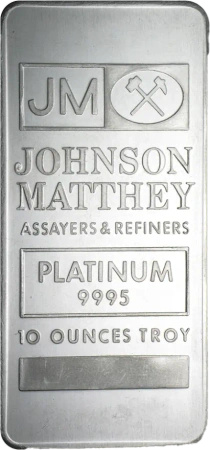 JM
JOHNSON
MATTHEY
ASSAYERS & REFINERS
PLATINUM
9995
10 OUNCES TROY